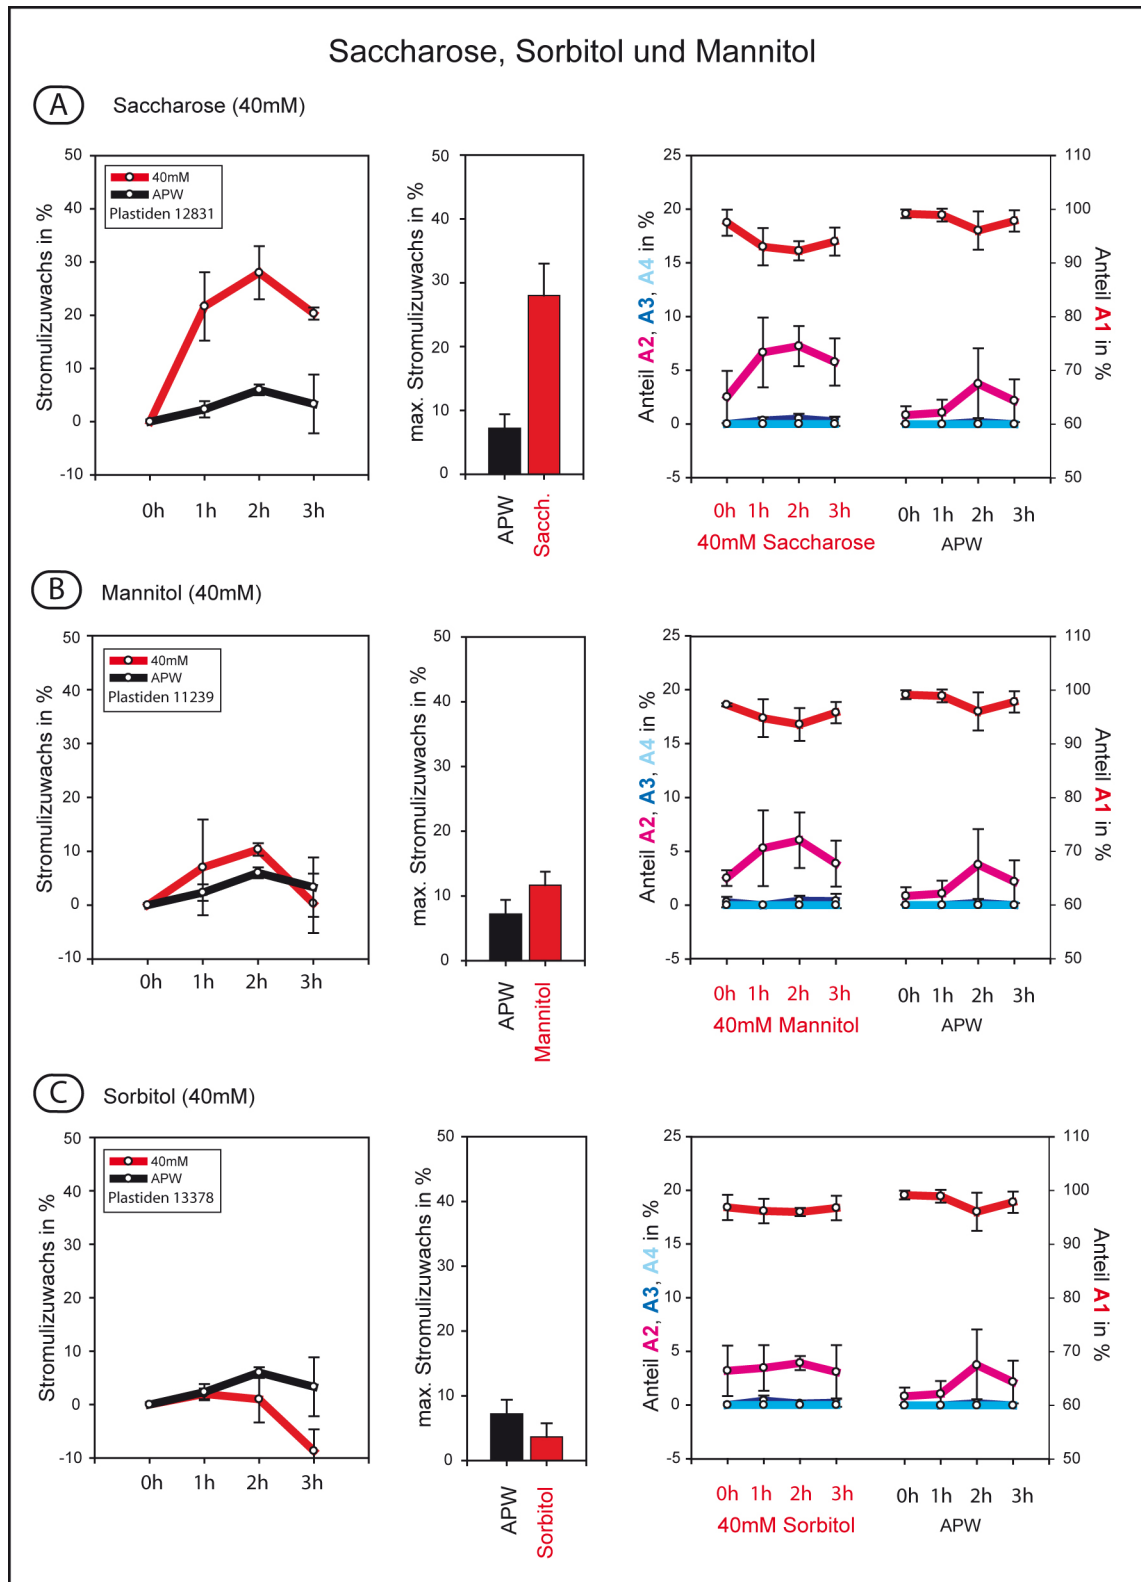 Saccharose, Sorbitol und Mannitol
A
Saccharose (40mM)
Stromulizuwachs in %
50
40
30
20
10
0
-10
40mM
APW
Plastiden 12831
0h 1h 2h 3h
max. Stromulizuwachs in %
50
40
30
20
10
0
APW
Sacch.
Anteil A2, A3, A4 in %
25
20
15
10
5
0
-5
110
100
90
80
70
60
50
Anteil A1 in %
0h 1h 2h 3h
40mM Saccharose
0h 1h 2h 3h
APW
B
Mannitol (40mM)
Stromulizuwachs in %
50
40
30
20
10
0
-10
40mM
APW
Plastiden 11239
0h 1h 2h 3h
max. Stromulizuwachs in %
50
40
30
20
10
0
APW
Mannitol
Anteil A2, A3, A4 in %
25
20
15
10
5
0
-5
110
100
90
80
70
60
50
Anteil A1 in %
0h 1h 2h 3h
40mM Mannitol
0h 1h 2h 3h
APW
C
Sorbitol (40mM)
Stromulizuwachs in %
50
40
30
20
10
0
-10
40mM
APW
Plastiden 13378
0h 1h 2h 3h
max. Stromulizuwachs in %
50
40
30
20
10
0
APW
Sorbitol
Anteil A2, A3, A4 in %
25
20
15
10
5
0
-5
110
100
90
80
70
60
50
Anteil A1 in %
0h 1h 2h 3h
40mM Sorbitol
0h 1h 2h 3h
APW